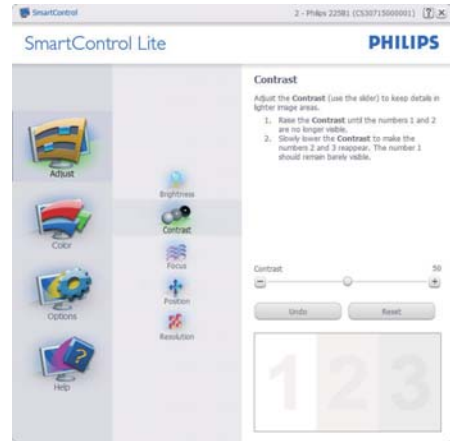 SmartControl
2 - Philips 225B1 (CS30715000001)
SmartControl Lite
PHILIPS
Adjust
Color
Options
Help
Brightness
Contrast
Focus
Position
Resolution
Contrast
Adjust the Contrast (use the slider) to keep details in
lighter image areas.
1. Raise the Contrast until the numbers 1 and 2
are no longer visible.
2. Slowly lower the Contrast to make the
numbers 2 and 3 reappear. The number 1
should remain barely visible.
Contrast 50
Undo Reset
1 2 3